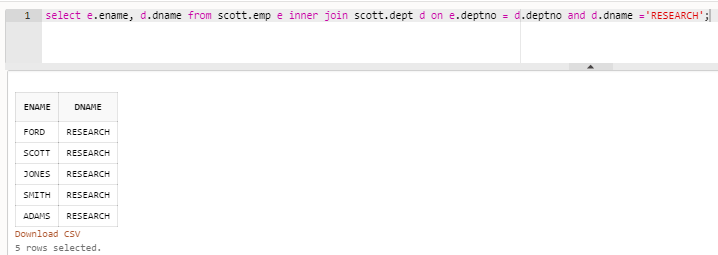 1 select e.ename, d.dname from scott.emp e inner join scott.dept d on e.deptno = d.deptno and d.dname ='RESEARCH';
ENAME DNAME
FORD RESEARCH
SCOTT RESEARCH
JONES RESEARCH
SMITH RESEARCH
ADAMS RESEARCH
Download CSV
5 rows selected.